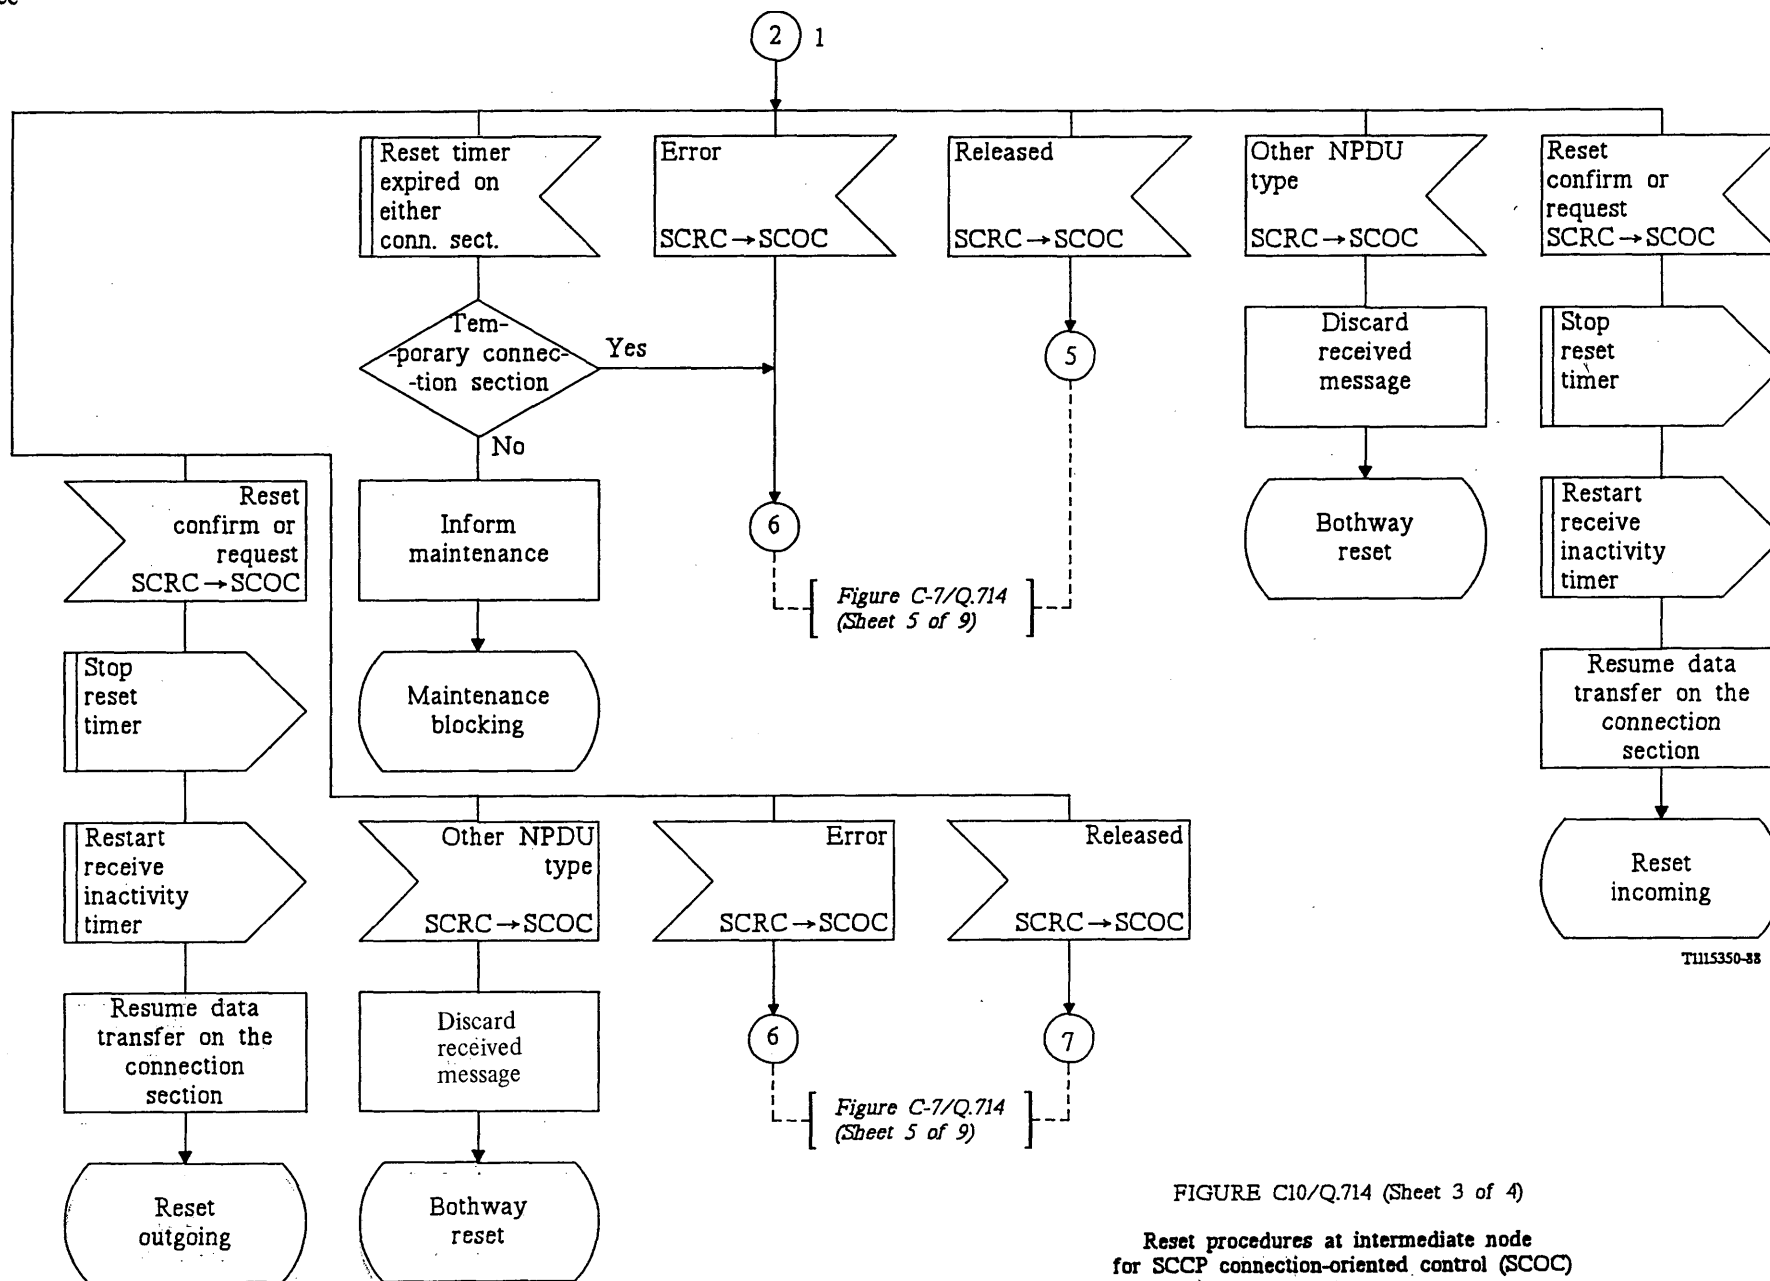 2 1
Reset timer
expired on
either
conn. sect.
Error
SCRC→SCOC
Released
SCRC→SCOC
Other NPDU
type
SCRC→SCOC
Reset
confirm or
request
SCRC→SCOC
Tem-
-porary connec-
-tion section
Yes
No
5
Discard
received
message
Stop
reset
timer
Reset
confirm or
request
SCRC→SCOC
Inform
maintenance
6
Bothway
reset
Restart
receive
inactivity
timer
Figure C-7/Q.714
(Sheet 5 of 9)
Stop
reset
timer
Maintenance
blocking
Resume data
transfer on the
connection
section
Restart
receive
inactivity
timer
Other NPDU
type
SCRC→SCOC
Error
SCRC→SCOC
Released
SCRC→SCOC
Reset
incoming
T1115350-88
Resume data
transfer on the
connection
section
Discard
received
message
6
7
Figure C-7/Q.714
(Sheet 5 of 9)
Reset
outgoing
Bothway
reset
FIGURE C10/Q.714 (Sheet 3 of 4)
Reset procedures at intermediate node
for SCCP connection-oriented control (SCOC)